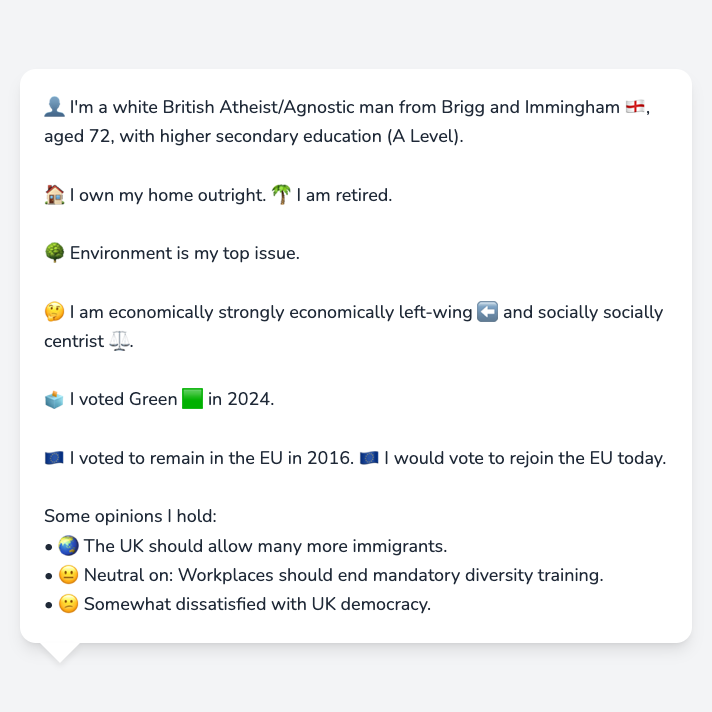 👤 I'm a white British Atheist/Agnostic man from Brigg and Immingham 🏴󠁧󠁢󠁥󠁮󠁧󠁿,
aged 72, with higher secondary education (A Level).
🏠 I own my home outright. 🌴 I am retired.
🌳 Environment is my top issue.
🤔 I am economically strongly economically left-wing ⬅️ and socially socially
centrist ⚖️.
🗳️ I voted Green 🟩 in 2024.
🇪🇺 I voted to remain in the EU in 2016. 🇪🇺 I would vote to rejoin the EU today.
Some opinions I hold:
• 🌏 The UK should allow many more immigrants.
• 😐 Neutral on: Workplaces should end mandatory diversity training.
• 😕 Somewhat dissatisfied with UK democracy.